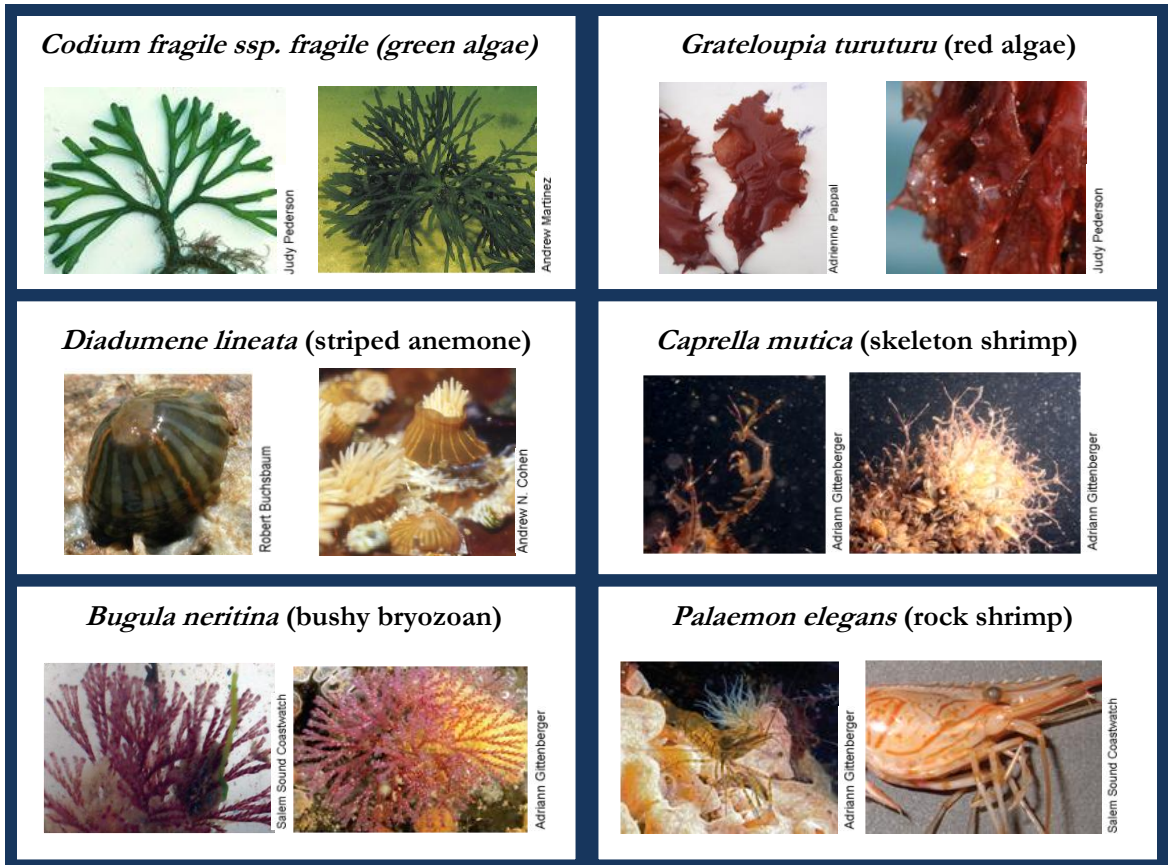 Codium fragile ssp. fragile (green algae)
Judy Pederson
Andrew Martinez
Grateloupia turuturu (red algae)
Adrienne Pappal
Judy Pederson
Diadumene lineata (striped anemone)
Robert Buchsbaum
Andrew N. Cohen
Caprella mutica (skeleton shrimp)
Adriann Gittenberger
Adriann Gittenberger
Bugula neritina (bushy bryozoan)
Salem Sound Coastwatch
Adriann Gittenberger
Palaemon elegans (rock shrimp)
Adriann Gittenberger
Salem Sound Coastwatch